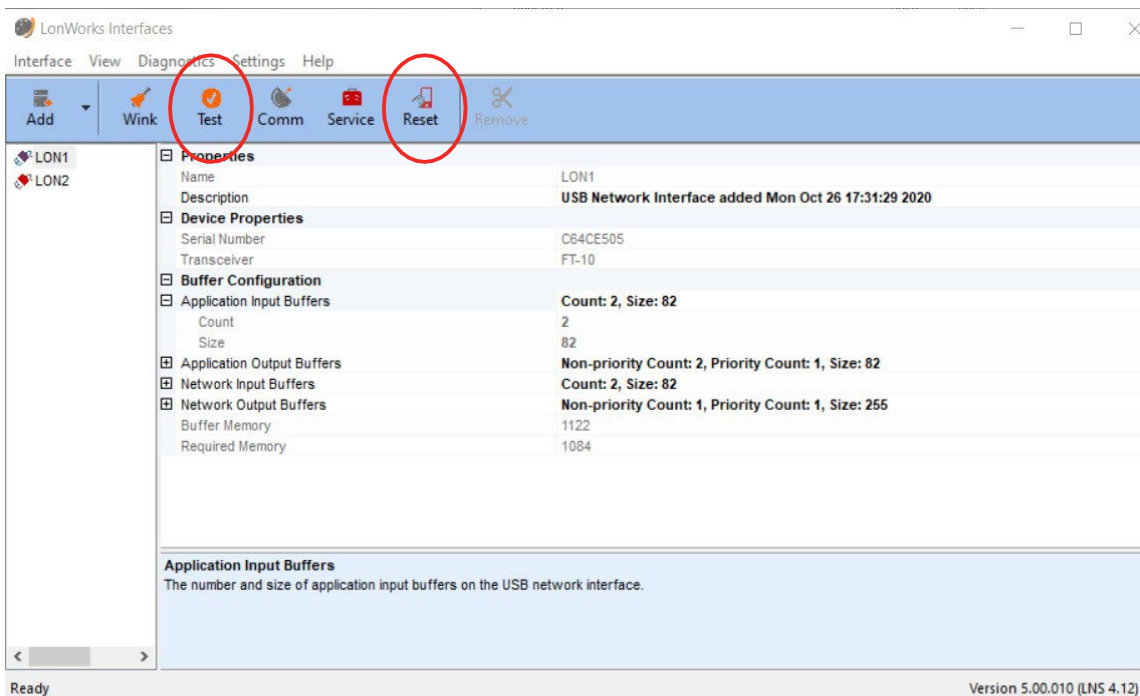 LonWorks Interfaces
Interface View Diagnostics Settings Help
Add Wink Test Comm Service Reset Remove
LON1
LON2
Properties
Name LON1
Description USB Network Interface added Mon Oct 26 17:31:29 2020
Device Properties
Serial Number C64CE505
Transceiver FT-10
Buffer Configuration
Application Input Buffers Count: 2, Size: 82
Count 2
Size 82
Application Output Buffers Non-priority Count: 2, Priority Count: 1, Size: 82
Network Input Buffers Count: 2, Size: 82
Network Output Buffers Non-priority Count: 1, Priority Count: 1, Size: 255
Buffer Memory 1122
Required Memory 1084
Application Input Buffers
The number and size of application input buffers on the USB network interface.
Ready Version 5.00.010 (LNS 4.12)